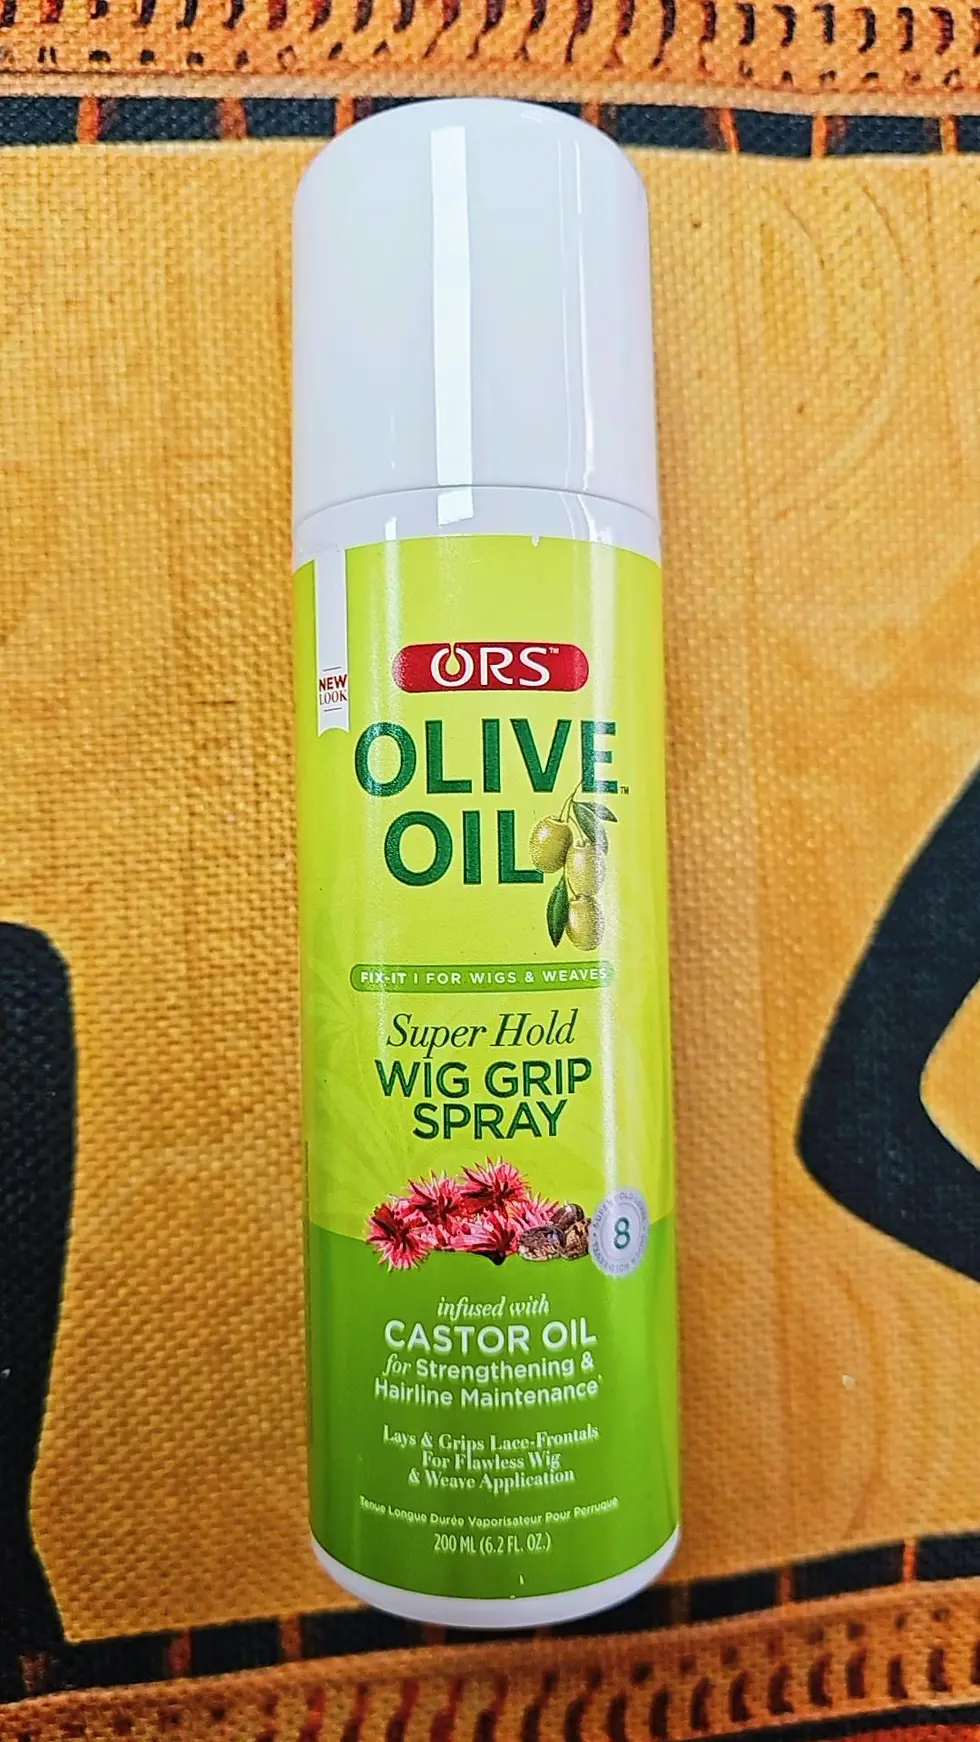 NEW
LOOK
ORS™
OLIVE™
OIL
FIX-IT | FOR WIGS & WEAVES
Super Hold
WIG GRIP
SPRAY
8
infused with
CASTOR OIL
for Strengthening &
Hairline Maintenance*
Lays & Grips Lace-Frontals
For Flawless Wig
& Weave Application
Tenue Longue Durée Vaporisateur Pour Perruque
200 ML (6.2 FL. OZ.)